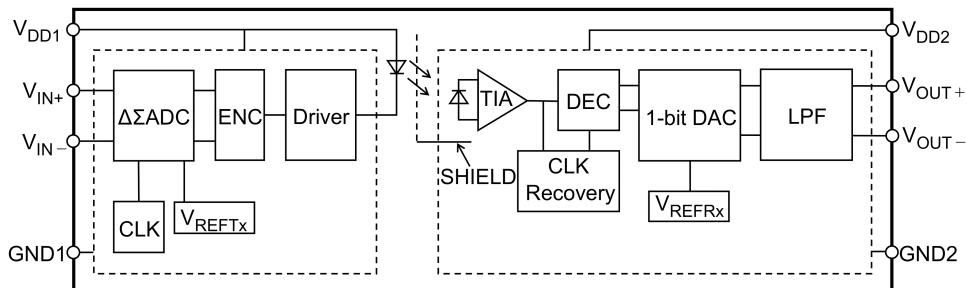 VDD1
VIN+
VIN−
GND1
ΔΣADC
ENC
Driver
CLK
VREFTx
SHIELD
TIA
DEC
CLK
Recovery
1-bit DAC
VREFRx
LPF
VDD2
VOUT+
VOUT−
GND2